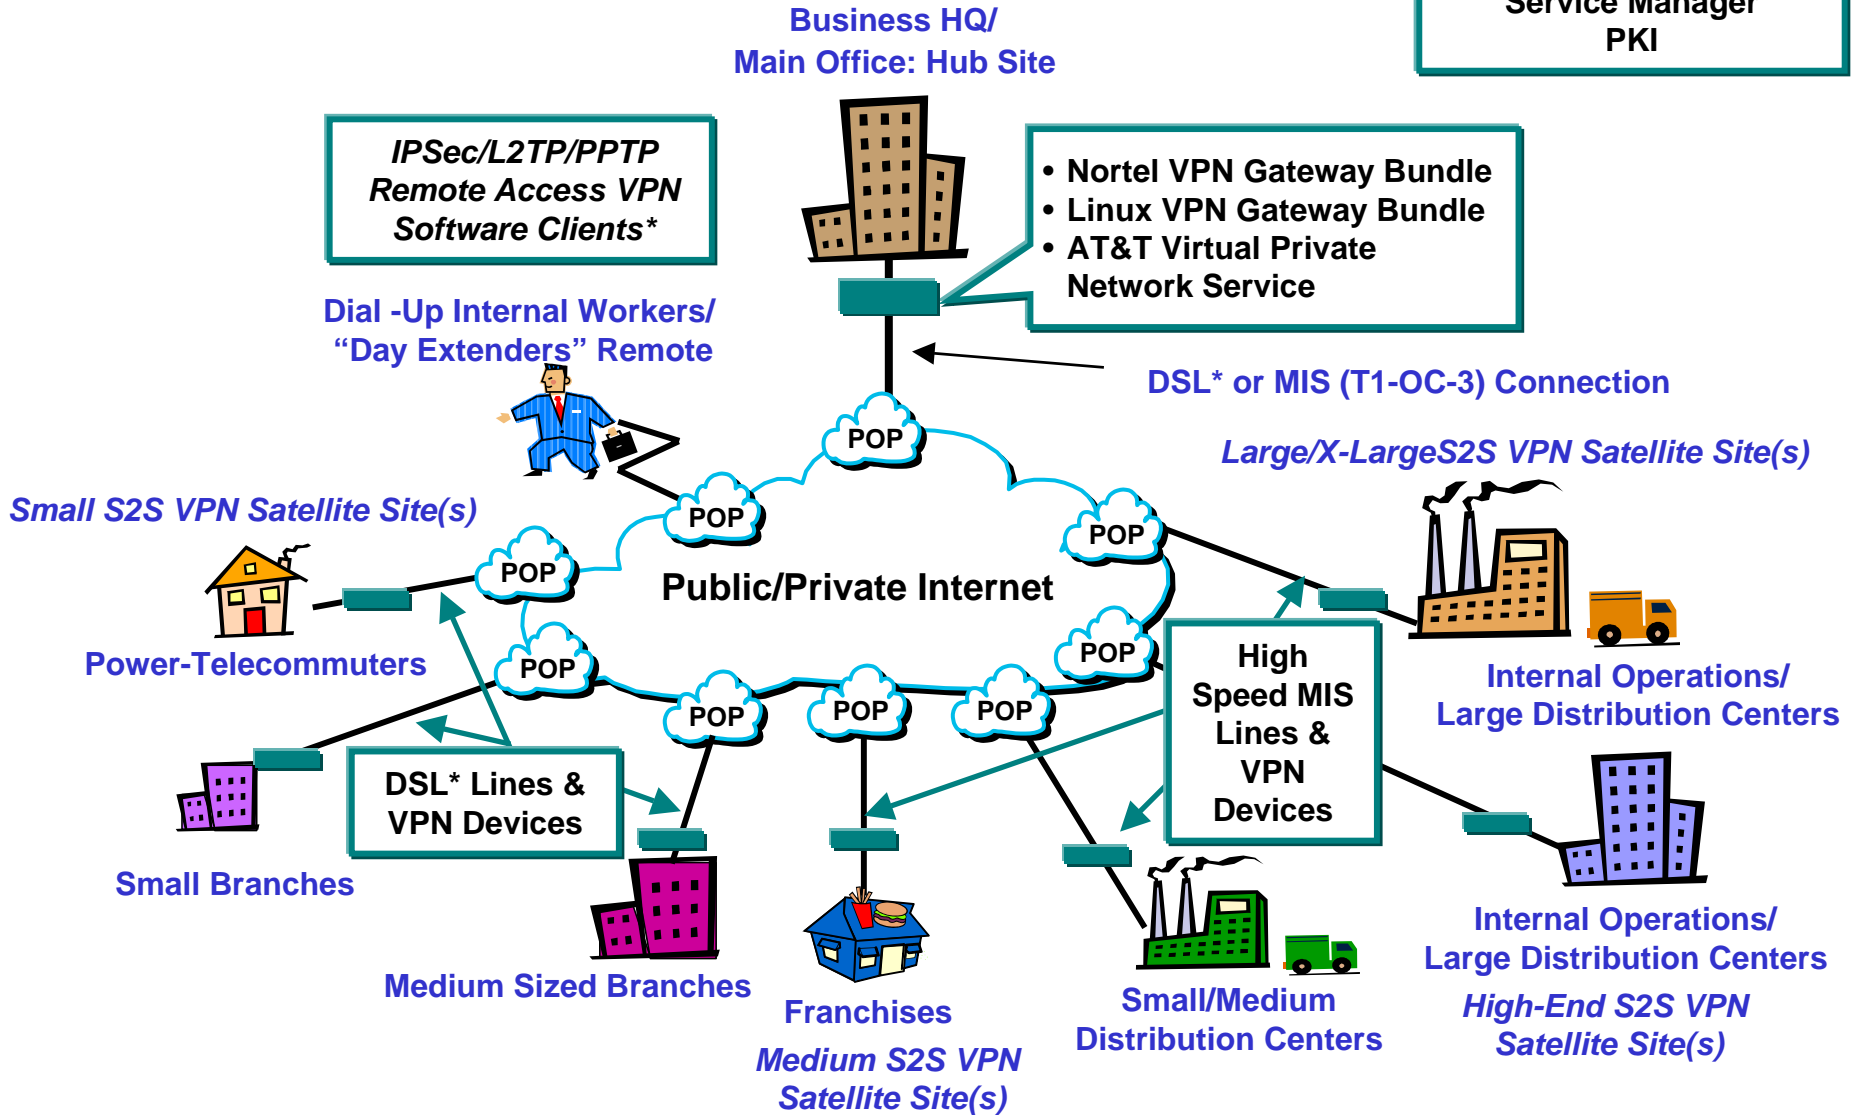 Service Manager
PKI
Business HQ/
Main Office: Hub Site
IPSec/L2TP/PPTP
Remote Access VPN
Software Clients*
• Nortel VPN Gateway Bundle
• Linux VPN Gateway Bundle
• AT&T Virtual Private
Network Service
Dial -Up Internal Workers/
“Day Extenders” Remote
DSL* or MIS (T1-OC-3) Connection
Large/X-LargeS2S VPN Satellite Site(s)
Small S2S VPN Satellite Site(s)
POP
POP
POP
POP
Public/Private Internet
Power-Telecommuters
POP
POP
POP
POP
POP
High
Speed MIS
Lines &
VPN
Devices
Internal Operations/
Large Distribution Centers
DSL* Lines &
VPN Devices
Small Branches
Medium Sized Branches
Franchises
Medium S2S VPN
Satellite Site(s)
Small/Medium
Distribution Centers
Internal Operations/
Large Distribution Centers
High-End S2S VPN
Satellite Site(s)